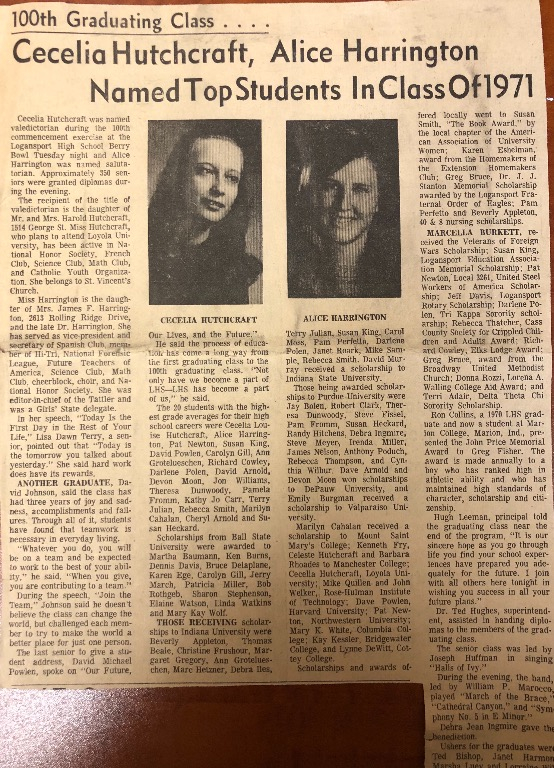 100th Graduating Class . . . .
Cecelia Hutchcraft, Alice Harrington
Named Top Students In Class Of 1971
Cecelia Hutchcraft was named
valedictorian during the 100th
commencement exercise at the
Logansport High School Berry
Bowl Tuesday night and Alice
Harrington was named saluta-
torian. Approximately 350 sen-
iors were granted diplomas dur-
ing the evening.
The recipient of the title of
valedictorian is the daughter of
Mr. and Mrs. Harold Hutchcraft,
1514 George St. Miss Hutchcraft,
who plans to attend Loyola Uni-
versity, has been active in Na-
tional Honor Society, French
Club, Science Club, Math Club,
and Catholic Youth Organiza-
tion. She belongs to St. Vincent's
Church.
Miss Harrington is the daugh-
ter of Mrs. James F. Harring-
ton, 2613 Rolling Ridge Drive,
and the late Dr. Harrington. She
has served as vice-president and
secretary of Spanish Club, mem-
ber of Hi-Tri, National Forensic
League, Future Teachers of
America, Science Club, Math
Club, cheerblock, choir, and Na-
tional Honor Society. She was
editor-in-chief of the Tattler and
was a Girls' State delegate.
In her speech, "Today Is the
First Day in the Rest of Your
Life," Lisa Dawn Terry, a sen-
ior, pointed out that "Today is
the tomorrow you talked about
yesterday." She said hard work
does have its rewards.
ANOTHER GRADUATE, Da-
vid Johnson, said the class has
had three years of joy and sad-
ness, accomplishments and fail-
ures. Through all of it, students
have found that teamwork is
necessary in everyday living.
"Whatever you do, you will
be on a team and be expected
to work to the best of your abil-
ity," he said. "When you give,
you are contributing to a team."
During the speech, "Join the
Team," Johnson said he doesn't
believe the class can change the
world, but challenged each mem-
ber to try to make the world a
better place for just one person.
The last senior to give a stu-
dent address, David Michael
Powlen, spoke on "Our Future,
CECELIA HUTCHCRAFT
Our Lives, and the Future."
He said the process of educa-
tion has come a long way from
the first graduating class to the
100th graduating class. "Not
only have we become a part of
LHS—LHS has become a part
of us," he said.
The 20 students with the high-
est grade averages for their high
school careers were Cecelia Lou-
ise Hutchcraft, Alice Harring-
ton, Pat Newton, Susan King,
David Powlen, Carolyn Gill, Ann
Grotelueschen, Richard Cowley,
Darlene Folen, David Arnold,
Devon Moon, Jon Williams,
Theresa Dunwoody, Pamela
Fromm, Kathy Jo Carr, Terry
Julian, Rebecca Smith, Marilyn
Cahalan, Cheryl Arnold and Su-
san Heckard.
Scholarships from Ball State
University were awarded to
Martha Baumann, Ken Burns,
Dennis Davis, Bruce Delaplane,
Karen Ege, Carolyn Gill, Jerry
March, Patricia Miller, Bob
Rothgeb, Sharon Stephenson,
Elaine Watson, Linda Watkins
and Mary Kay Wolf.
THOSE RECEIVING scholar-
ships to Indiana University were
Beverly Appleton, Thomas
Beale, Christine Frushour, Mar-
garet Gregory, Ann Grotelues-
chen, Marc Hetzner, Debra Iles,
ALICE HARRINGTON
Terry Julian, Susan King, Carol
Moss, Pam Perfetta, Darlene
Polen, Janet Roark, Mike Sam-
ple, Rebecca Smith. David Mur-
ray received a scholarship to
Indiana State University.
Those being awarded scholar-
ships to Purdue University were
Jay Bolen, Robert Clark, Ther-
esa Dunwoody, Steve Fissel,
Pam Fromm, Susan Heckard,
Randy Hitchens, Debra Ingmire,
Steve Meyer, Trenda Miller,
James Nelson, Anthony Poduch,
Rebecca Thompson, and Cyn-
thia Wilbur. Dave Arnold and
Devon Moon won scholarships
to DePauw University, and
Emily Burgman received a
scholarship to Valparaiso Uni-
versity.
Marilyn Cahalan received a
scholarship to Mount Saint
Mary's College; Kenneth Fry,
Celeste Hutchcraft and Barbara
Rhoades to Manchester College;
Cecelia Hutchcraft, Loyola Uni-
versity; Mike Quillen and John
Welker, Rose-Hulman Institute
of Technology; Dave Powlen,
Harvard University; Pat New-
ton, Northwestern University;
Mary K. White, Columbia Col-
lege; Kay Kessler, Bridgewater
College, and Lynne DeWitt, Cot-
tey College.
Scholarships and awards of-
fered locally went to Susan
Smith, "The Book Award," by
the local chapter of the Ameri-
can Association of University
Women; Karen Eshelman,
award from the Homemakers of
the Extension Homemakers
Club; Greg Bruce, Dr. J. J.
Stanton Memorial Scholarship
awarded by the Logansport Fra-
ternal Order of Eagles; Pam
Perfetto and Beverly Appleton,
40 & 8 nursing scholarships.
MARCELLA BURKETT, re-
ceived the Veterans of Foreign
Wars Scholarship; Susan King,
Logansport Education Associa-
tion Memorial Scholarship; Pat
Newton, Local 3261, United Steel
Workers of America Scholar-
ship; Jeff Davis, Logansport
Rotary Scholarship; Darlene Po-
len, Tri Kappa Sorority schol-
arship; Rebecca Thatcher, Cass
County Society for Crippled Chil-
dren and Adults Award; Rich-
ard Cowley, Elks Lodge Award;
Greg Bruce, award from the
Broadway United Methodist
Church; Donna Rozzi, Lorena A.
Walling College Aid Award; and
Terri Adair, Delta Theta Chi
Sorority Scholarship.
Ron Collins, a 1970 LHS grad-
uate and now a student at Mar-
ion College, Marion, Ind., pre-
sented the John Price Memorial
Award to Greg Fisher. The
award is made annually to a
boy who has ranked high in
athletic ability and who has
maintained high standards of
character, scholarship and citi-
zenship.
Hugh Leeman, principal told
the graduating class near the
end of the program, "It is our
sincere hope as you go through
life you find your school exper-
iences have prepared you ade-
quately for the future. I join
with all others here tonight in
wishing you success in all your
future plans."
Dr. Ted Hughes, superintend-
ent, assisted in handing diplo-
mas to the members of the grad-
uating class.
The senior class was led by
Joseph Huffman in singing
"Halls of Ivy."
During the evening, the band,
led by William P. Marocco,
played "March of the Brace,"
"Cathedral Canyon," and "Sym
phony No. 5 in E Minor."
Debra Jean Ingmire gave the
benediction.
Ushers for the graduates were
Ted Bishop, Janet Harmon
Marsha Lucy and Lorraine